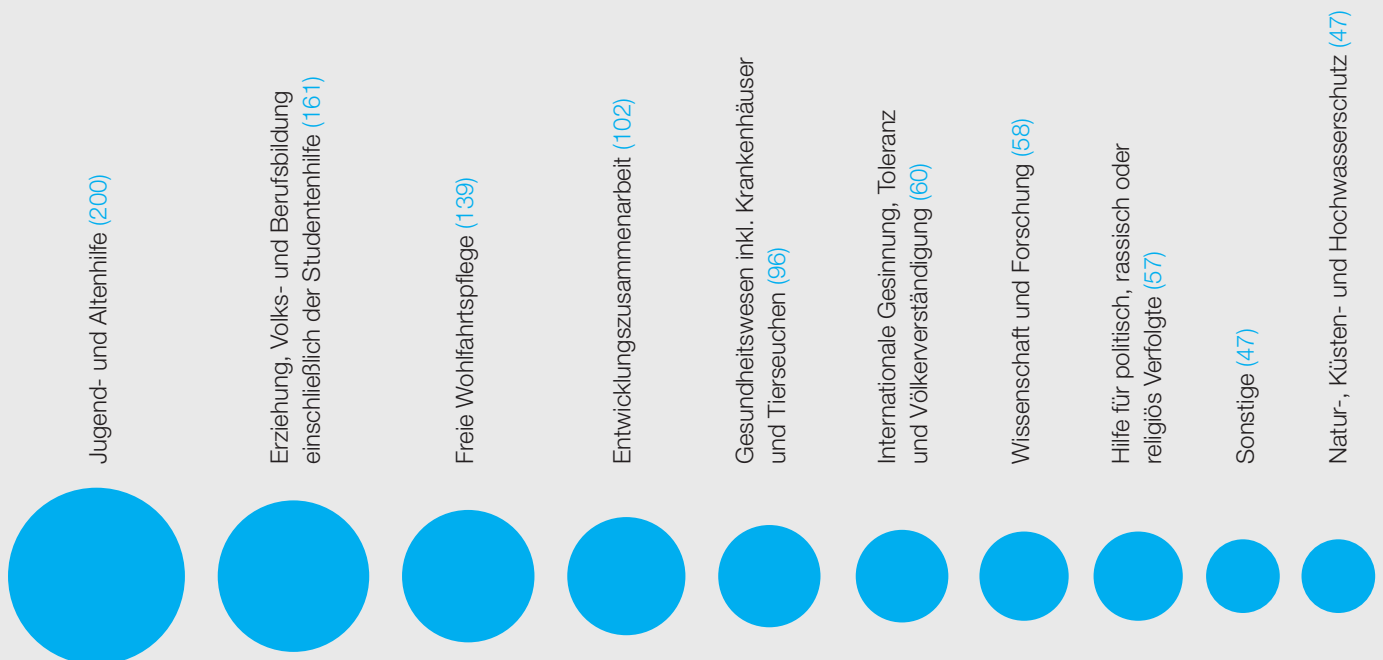 Jugend- und Altenhilfe (200)
Erziehung, Volks- und Berufsbildung
einschließlich der Studentenhilfe (161)
Freie Wohlfahrtspflege (139)
Entwicklungszusammenarbeit (102)
Gesundheitswesen inkl. Krankenhäuser
und Tierseuchen (96)
Internationale Gesinnung, Toleranz
und Völkerverständigung (60)
Wissenschaft und Forschung (58)
Hilfe für politisch, rassisch oder
religiös Verfolgte (57)
Sonstige (47)
Natur-, Küsten- und Hochwasserschutz (47)